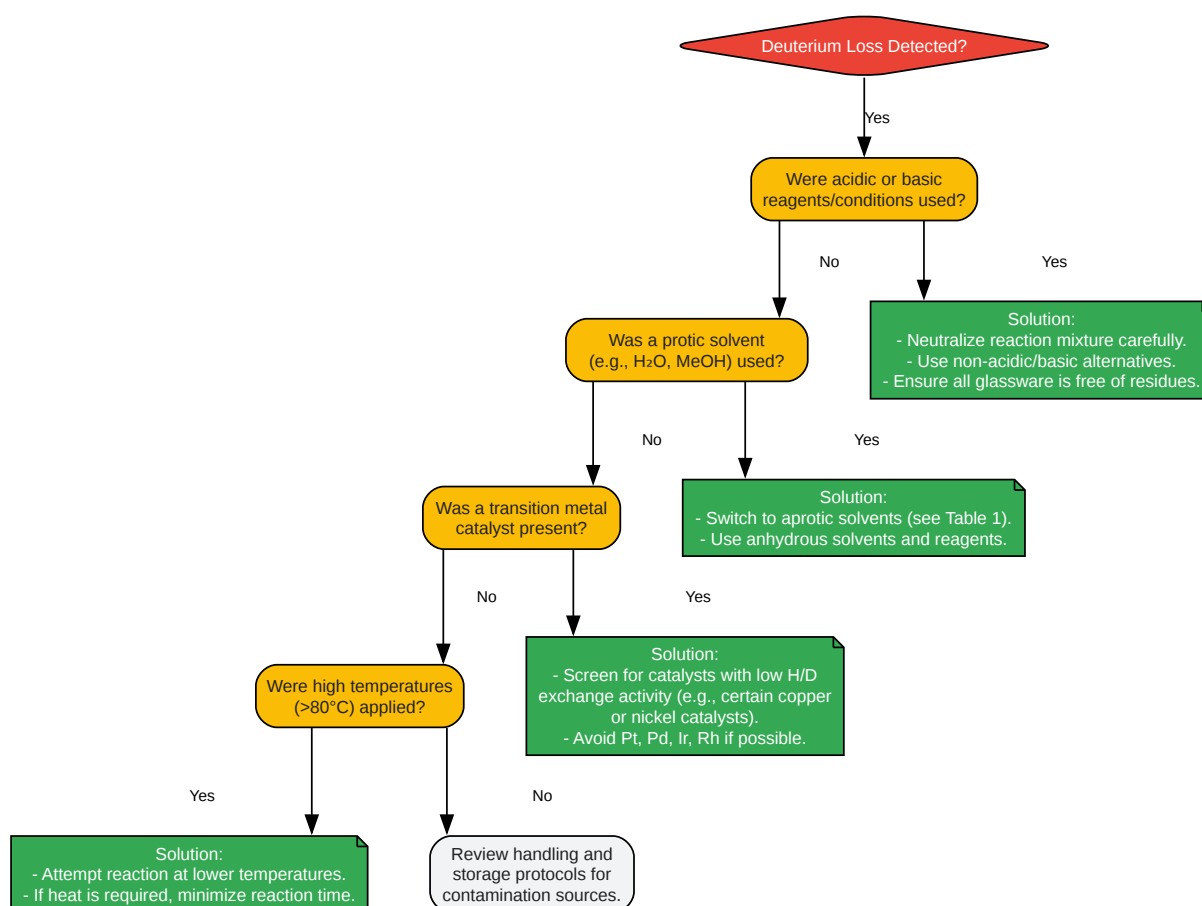 Deuterium Loss Detected?
Yes
Were acidic or basic
reagents/conditions used?
No
Yes
Solution:
- Neutralize reaction mixture carefully.
- Use non-acidic/basic alternatives.
- Ensure all glassware is free of residues.
Was a protic solvent
(e.g., H₂O, MeOH) used?
No
Yes
Solution:
- Switch to aprotic solvents (see Table 1).
- Use anhydrous solvents and reagents.
Was a transition metal
catalyst present?
No
Yes
Solution:
- Screen for catalysts with low H/D
exchange activity (e.g., certain copper
or nickel catalysts).
- Avoid Pt, Pd, Ir, Rh if possible.
Were high temperatures
(>80°C) applied?
Yes
No
Solution:
- Attempt reaction at lower temperatures.
- If heat is required, minimize reaction time.
Review handling and
storage protocols for
contamination sources.